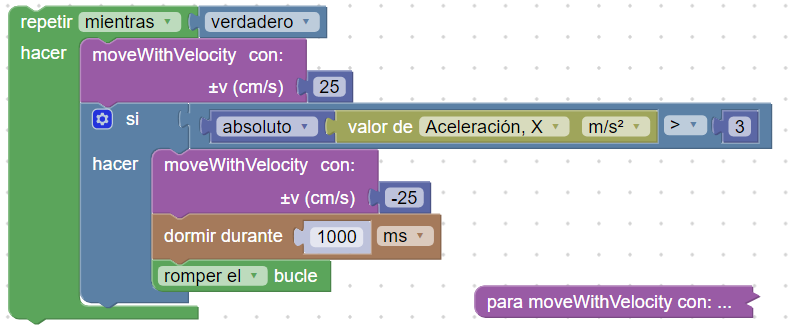 repetir mientras verdadero
hacer moveWithVelocity con:
±v (cm/s) 25
si absoluto valor de Aceleración, X m/s² > 3
hacer moveWithVelocity con:
±v (cm/s) -25
dormir durante 1000 ms
romper el bucle
para moveWithVelocity con: ...